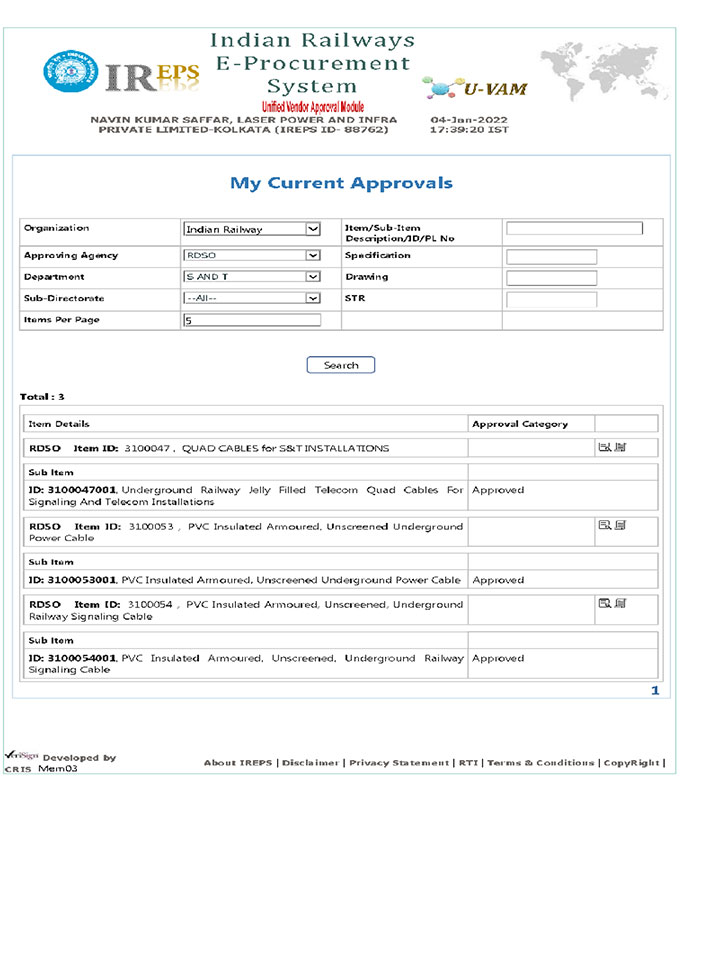 Indian Railways
E-Procurement
System
IREPS
U-VAM
Unified Vendor Approval Module
NAVIN KUMAR SAFFAR, LASER POWER AND INFRA
PRIVATE LIMITED-KOLKATA (IREPS ID- 88762)
04-Jan-2022
17:39:20 IST
My Current Approvals
Organization Indian Railway Item/Sub-Item
Description/ID/PL No
Approving Agency RDSO Specification
Department S AND T Drawing
Sub-Directorate --All-- STR
Items Per Page 5
Search
Total : 3
Item Details Approval Category
RDSO Item ID: 3100047 , QUAD CABLES for S&T INSTALLATIONS
Sub Item
ID: 3100047001, Underground Railway Jelly Filled Telecom Quad Cables For Approved
Signaling And Telecom Installations
RDSO Item ID: 3100053 , PVC Insulated Armoured, Unscreened Underground
Power Cable
Sub Item
ID: 3100053001, PVC Insulated Armoured, Unscreened Underground Power Cable Approved
RDSO Item ID: 3100054 , PVC Insulated Armoured, Unscreened, Underground
Railway Signaling Cable
Sub Item
ID: 3100054001, PVC Insulated Armoured, Unscreened, Underground Railway Approved
Signaling Cable
1
VeriSign Developed by
CRIS Mem03
About IREPS | Disclaimer | Privacy Statement | RTI | Terms & Conditions | CopyRight |